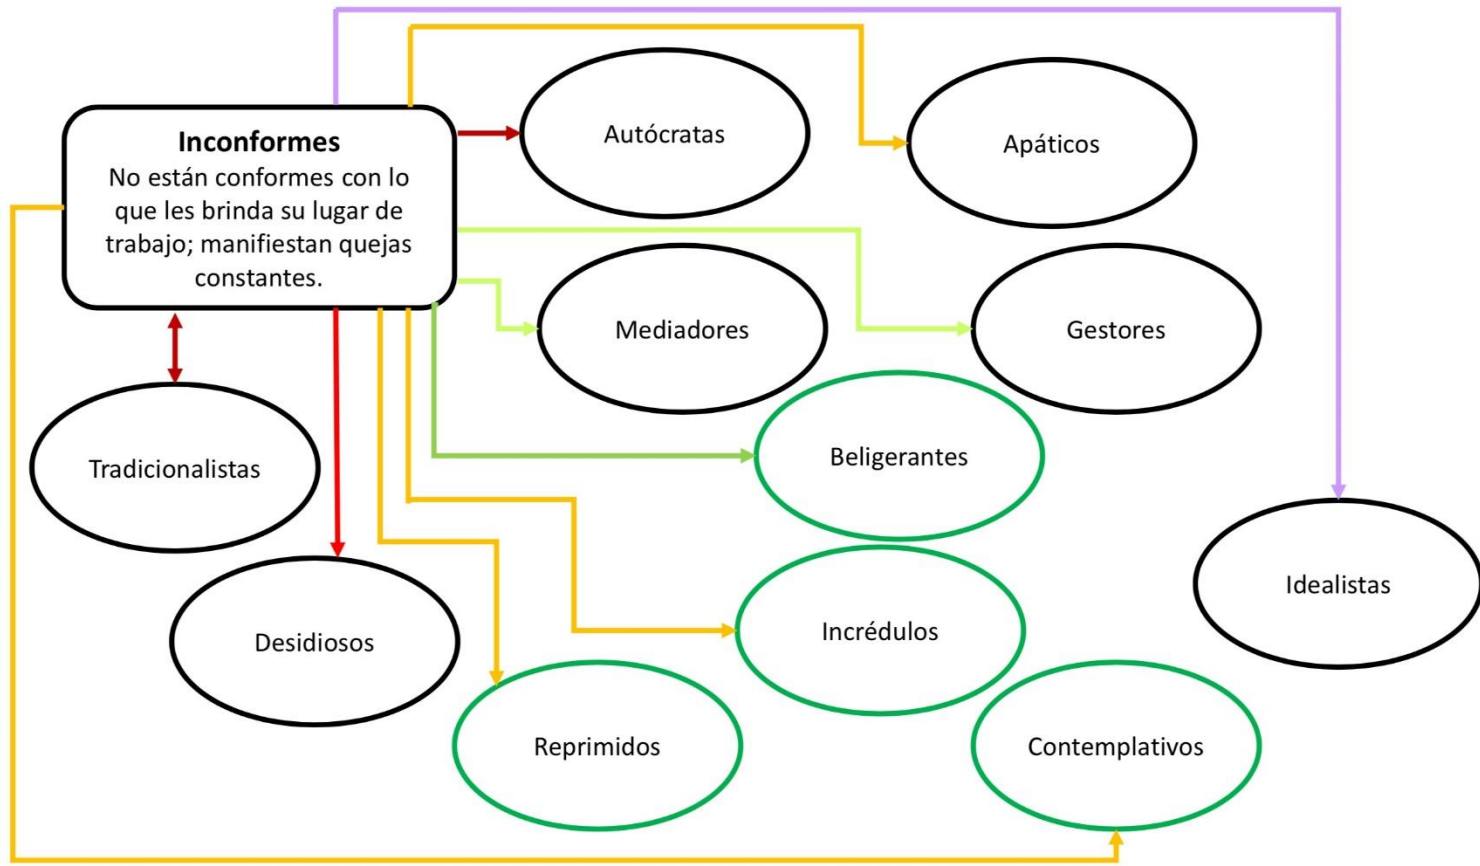 Inconformes
No están conformes con lo
que les brinda su lugar de
trabajo; manifiestan quejas
constantes.
Autócratas
Apáticos
Mediadores
Gestores
Tradicionalistas
Beligerantes
Idealistas
Desidiosos
Incrédulos
Reprimidos
Contemplativos